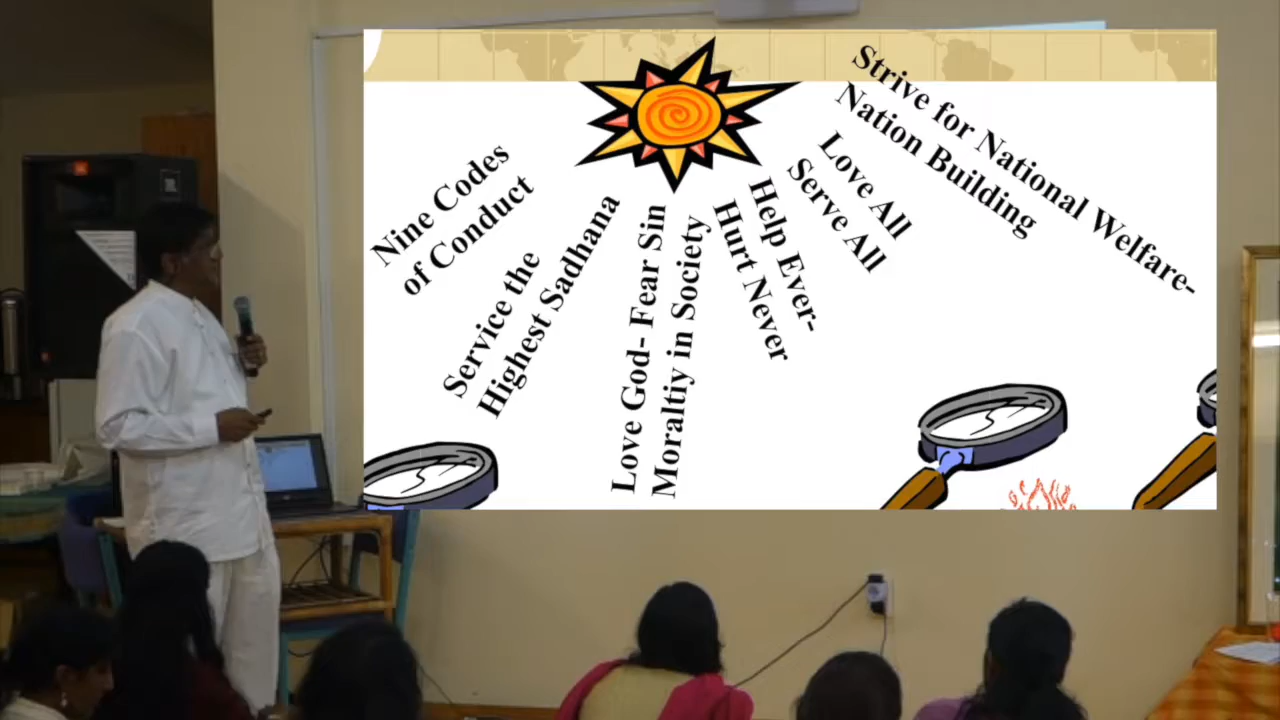 Nine Codes
of Conduct
Service the
Highest Sadhana
Love God- Fear Sin
Moraltiy in Society
Help Ever-
Hurt Never
Love All
Serve All
Strive for National Welfare-
Nation Building